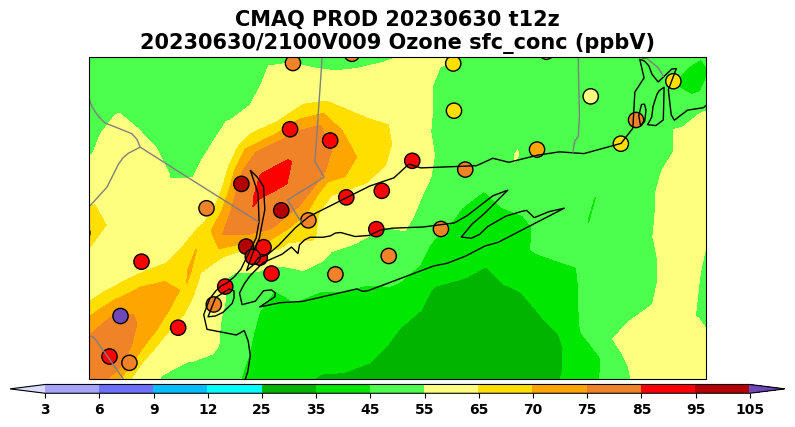 CMAQ PROD 20230630 t12z
20230630/2100V009 Ozone sfc_conc (ppbV)
3 6 9 12 25 35 45 55 65 70 75 85 95 105